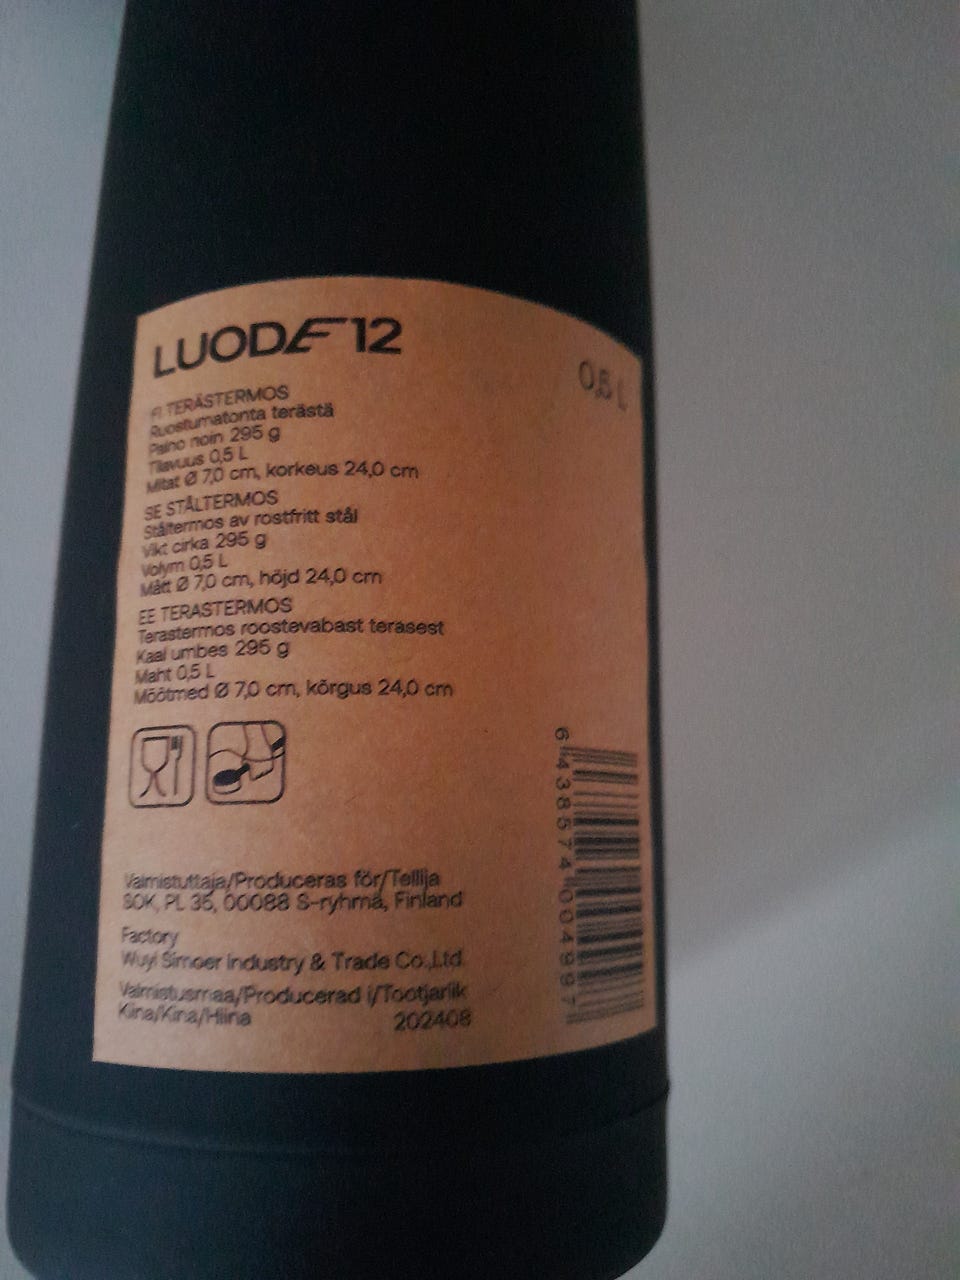 LUODE 12
0,5 L
FI TERÄSTERMOS
Ruostumatonta terästä
Paino noin 295 g
Tilavuus 0,5 L
Mitat Ø 7,0 cm, korkeus 24,0 cm
SE STÅLTERMOS
Ståltermos av rostfritt stål
Vikt cirka 295 g
Volym 0,5 L
Mått Ø 7,0 cm, höjd 24,0 cm
EE TERASTERMOS
Terastermos roostevabast terasest
Kaal umbes 295 g
Maht 0,5 L
Mõõtmed Ø 7,0 cm, kõrgus 24,0 cm
Valmistuttaja/Produceras för/Tellija
SOK, PL 35, 00088 S-ryhmä, Finland
Factory
Wuyi Simoer Industry & Trade Co.,Ltd.
Valmistusmaa/Producerad i/Tootjariik
Kiina/Kina/Hiina 202408
6 438574 004997